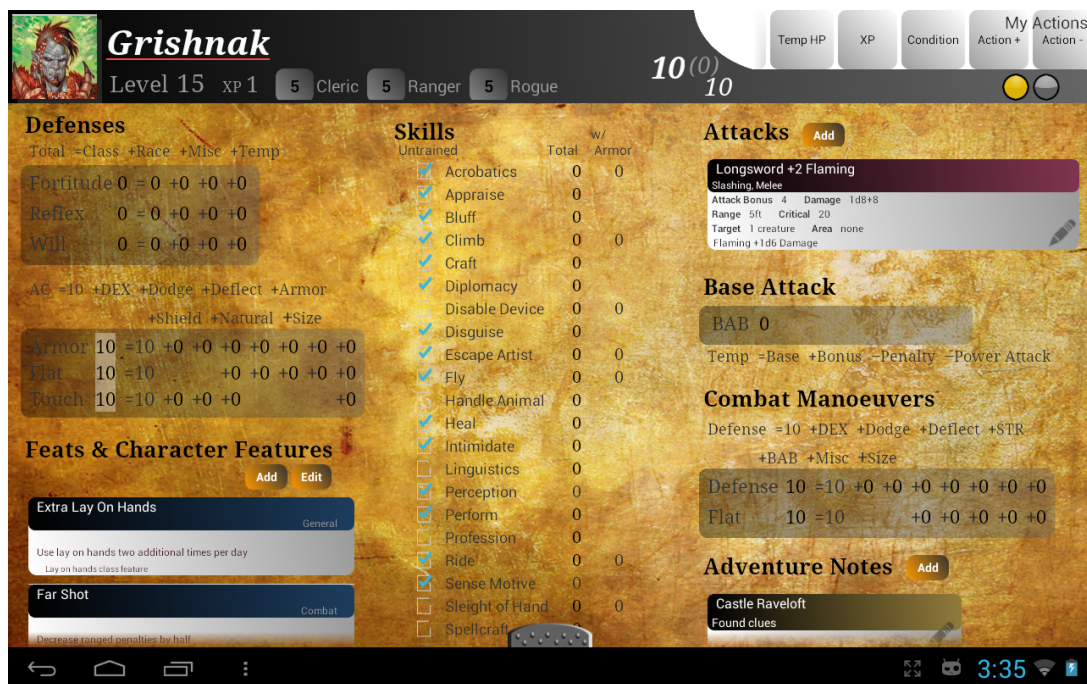 Grishnak
Level 15 XP 1 5 Cleric 5 Ranger 5 Rogue
10 (0)
10
Temp HP XP Condition Action + Action -
My Actions
Defenses
Total =Class +Race +Misc +Temp
Fortitude 0 = 0 +0 +0 +0
Reflex 0 = 0 +0 +0 +0
Will 0 = 0 +0 +0 +0
AC =10 +DEX +Dodge +Deflect +Armor
+Shield +Natural +Size
Armor 10 =10 +0 +0 +0 +0 +0 +0 +0
Flat 10 =10 +0 +0 +0 +0 +0
Touch 10 =10 +0 +0 +0 +0
Feats & Character Features
Add Edit
Extra Lay On Hands
General
Use lay on hands two additional times per day
Lay on hands class feature
Far Shot
Combat
Decrease ranged penalties by half
Skills
w/
Untrained Total Armor
Acrobatics 0 0
Appraise 0
Bluff 0
Climb 0 0
Craft 0
Diplomacy 0
Disable Device 0 0
Disguise 0
Escape Artist 0 0
Fly 0 0
Handle Animal 0
Heal 0
Intimidate 0
Linguistics 0
Perception 0
Perform 0
Profession 0
Ride 0 0
Sense Motive 0
Sleight of Hand 0 0
Spellcraft
Attacks Add
Longsword +2 Flaming
Slashing, Melee
Attack Bonus 4 Damage 1d8+8
Range 5ft Critical 20
Target 1 creature Area none
Flaming +1d6 Damage
Base Attack
BAB 0
Temp =Base +Bonus −Penalty −Power Attack
Combat Manoeuvers
Defense =10 +DEX +Dodge +Deflect +STR
+BAB +Misc +Size
Defense 10 =10 +0 +0 +0 +0 +0 +0 +0
Flat 10 =10 +0 +0 +0 +0 +0
Adventure Notes Add
Castle Raveloft
Found clues
3:35